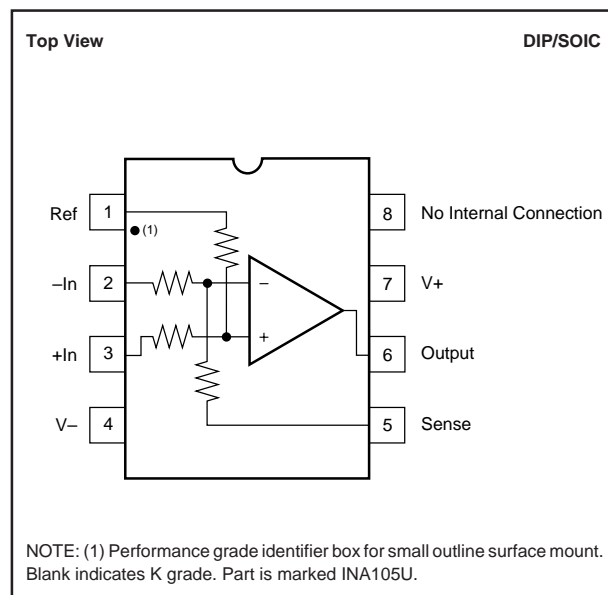 Top View DIP/SOIC
Ref 1 8 No Internal Connection
(1)
–In 2 7 V+
–
+In 3 6 Output
+
V– 4 5 Sense
NOTE: (1) Performance grade identifier box for small outline surface mount.
Blank indicates K grade. Part is marked INA105U.